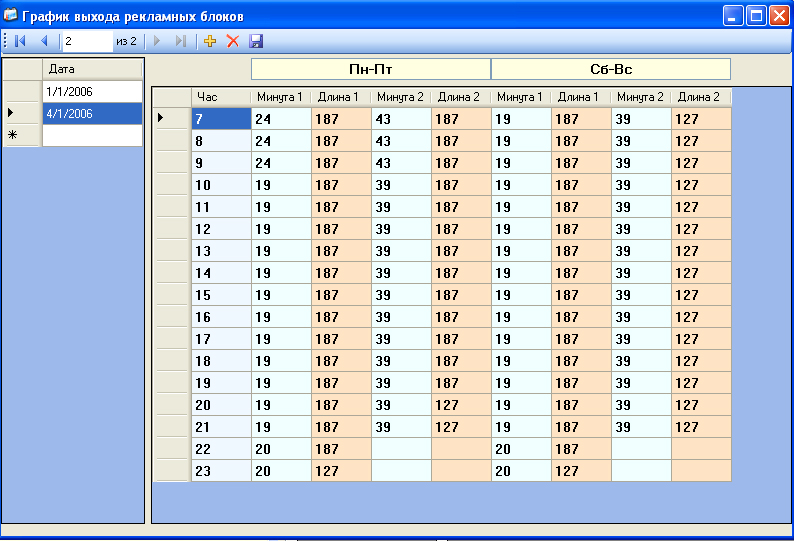 График выхода рекламных блоков
2 из 2
Дата
1/1/2006
4/1/2006
Пн-Пт Сб-Вс
Час Минута 1 Длина 1 Минута 2 Длина 2 Минута 1 Длина 1 Минута 2 Длина 2
7 24 187 43 187 19 187 39 127
8 24 187 43 187 19 187 39 127
9 24 187 43 187 19 187 39 127
10 19 187 39 187 19 187 39 127
11 19 187 39 187 19 187 39 127
12 19 187 39 187 19 187 39 127
13 19 187 39 187 19 187 39 127
14 19 187 39 187 19 187 39 127
15 19 187 39 187 19 187 39 127
16 19 187 39 187 19 187 39 127
17 19 187 39 187 19 187 39 127
18 19 187 39 187 19 187 39 127
19 19 187 39 187 19 187 39 127
20 19 187 39 127 19 187 39 127
21 19 187 39 127 19 187 39 127
22 20 187 20 187
23 20 127 20 127